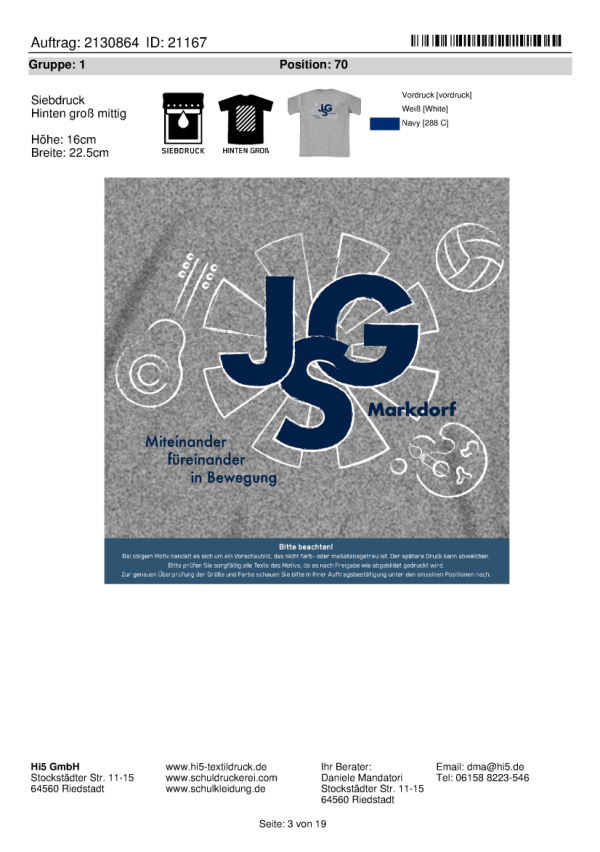 Auftrag: 2130864 ID: 21167
Gruppe: 1
Position: 70
Siebdruck
Hinten groß mittig
Höhe: 16cm
Breite: 22.5cm
SIEBDRUCK
HINTEN GROß
JSG
Vordruck [vordruck]
Weiß [White]
Navy [288 C]
JSG
Markdorf
Miteinander
füreinander
in Bewegung
Bitte beachten!
Bei obigem Motiv handelt es sich um ein Vorschaubild, das nicht farb- oder maßstabsgetreu ist. Der spätere Druck kann abweichen.
Bitte prüfen Sie sorgfältig alle Texte des Motivs, da es nach Freigabe wie abgebildet gedruckt wird.
Zur genauen Überprüfung der Größe und Farbe schauen Sie bitte in Ihrer Auftragsbestätigung unter den einzelnen Positionen nach.
Hi5 GmbH
Stockstädter Str. 11-15
64560 Riedstadt
www.hi5-textildruck.de
www.schuldruckerei.com
www.schulkleidung.de
Ihr Berater:
Daniele Mandatori
Stockstädter Str. 11-15
64560 Riedstadt
Email: dma@hi5.de
Tel: 06158 8223-546
Seite: 3 von 19